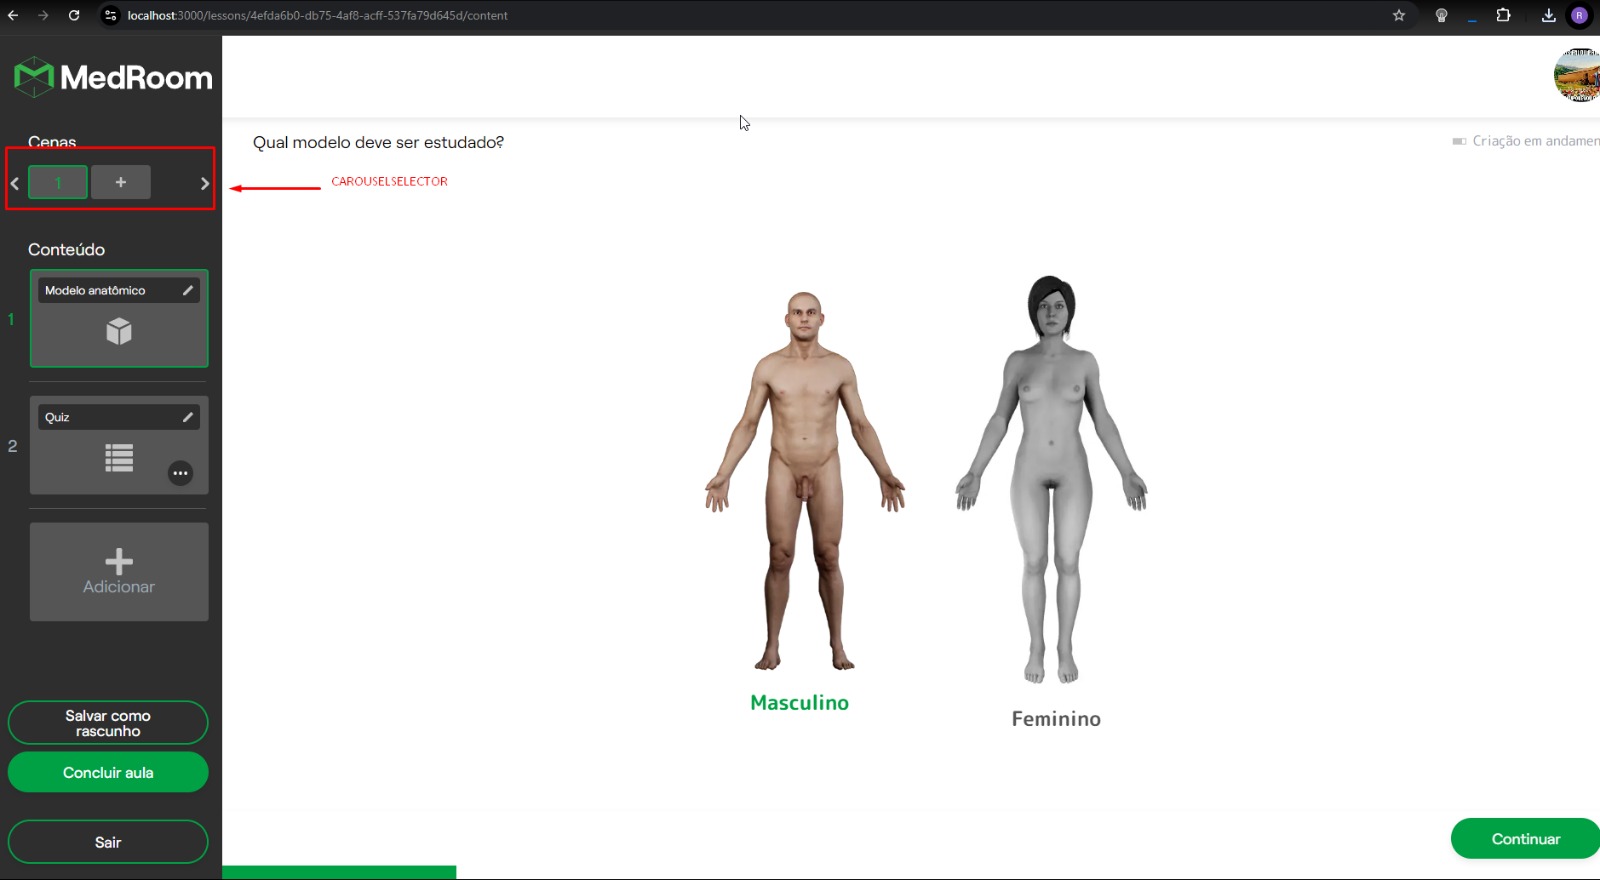 localhost:3000/lessons/4efda6b0-db75-4af8-acff-537fa79d645d/content
R
MedRoom
Cenas
1
+
CAROUSELSELECTOR
Qual modelo deve ser estudado?
Criação em andamen
Conteúdo
1
Modelo anatômico
2
Quiz
Adicionar
Masculino
Feminino
Salvar como
rascunho
Concluir aula
Sair
Continuar